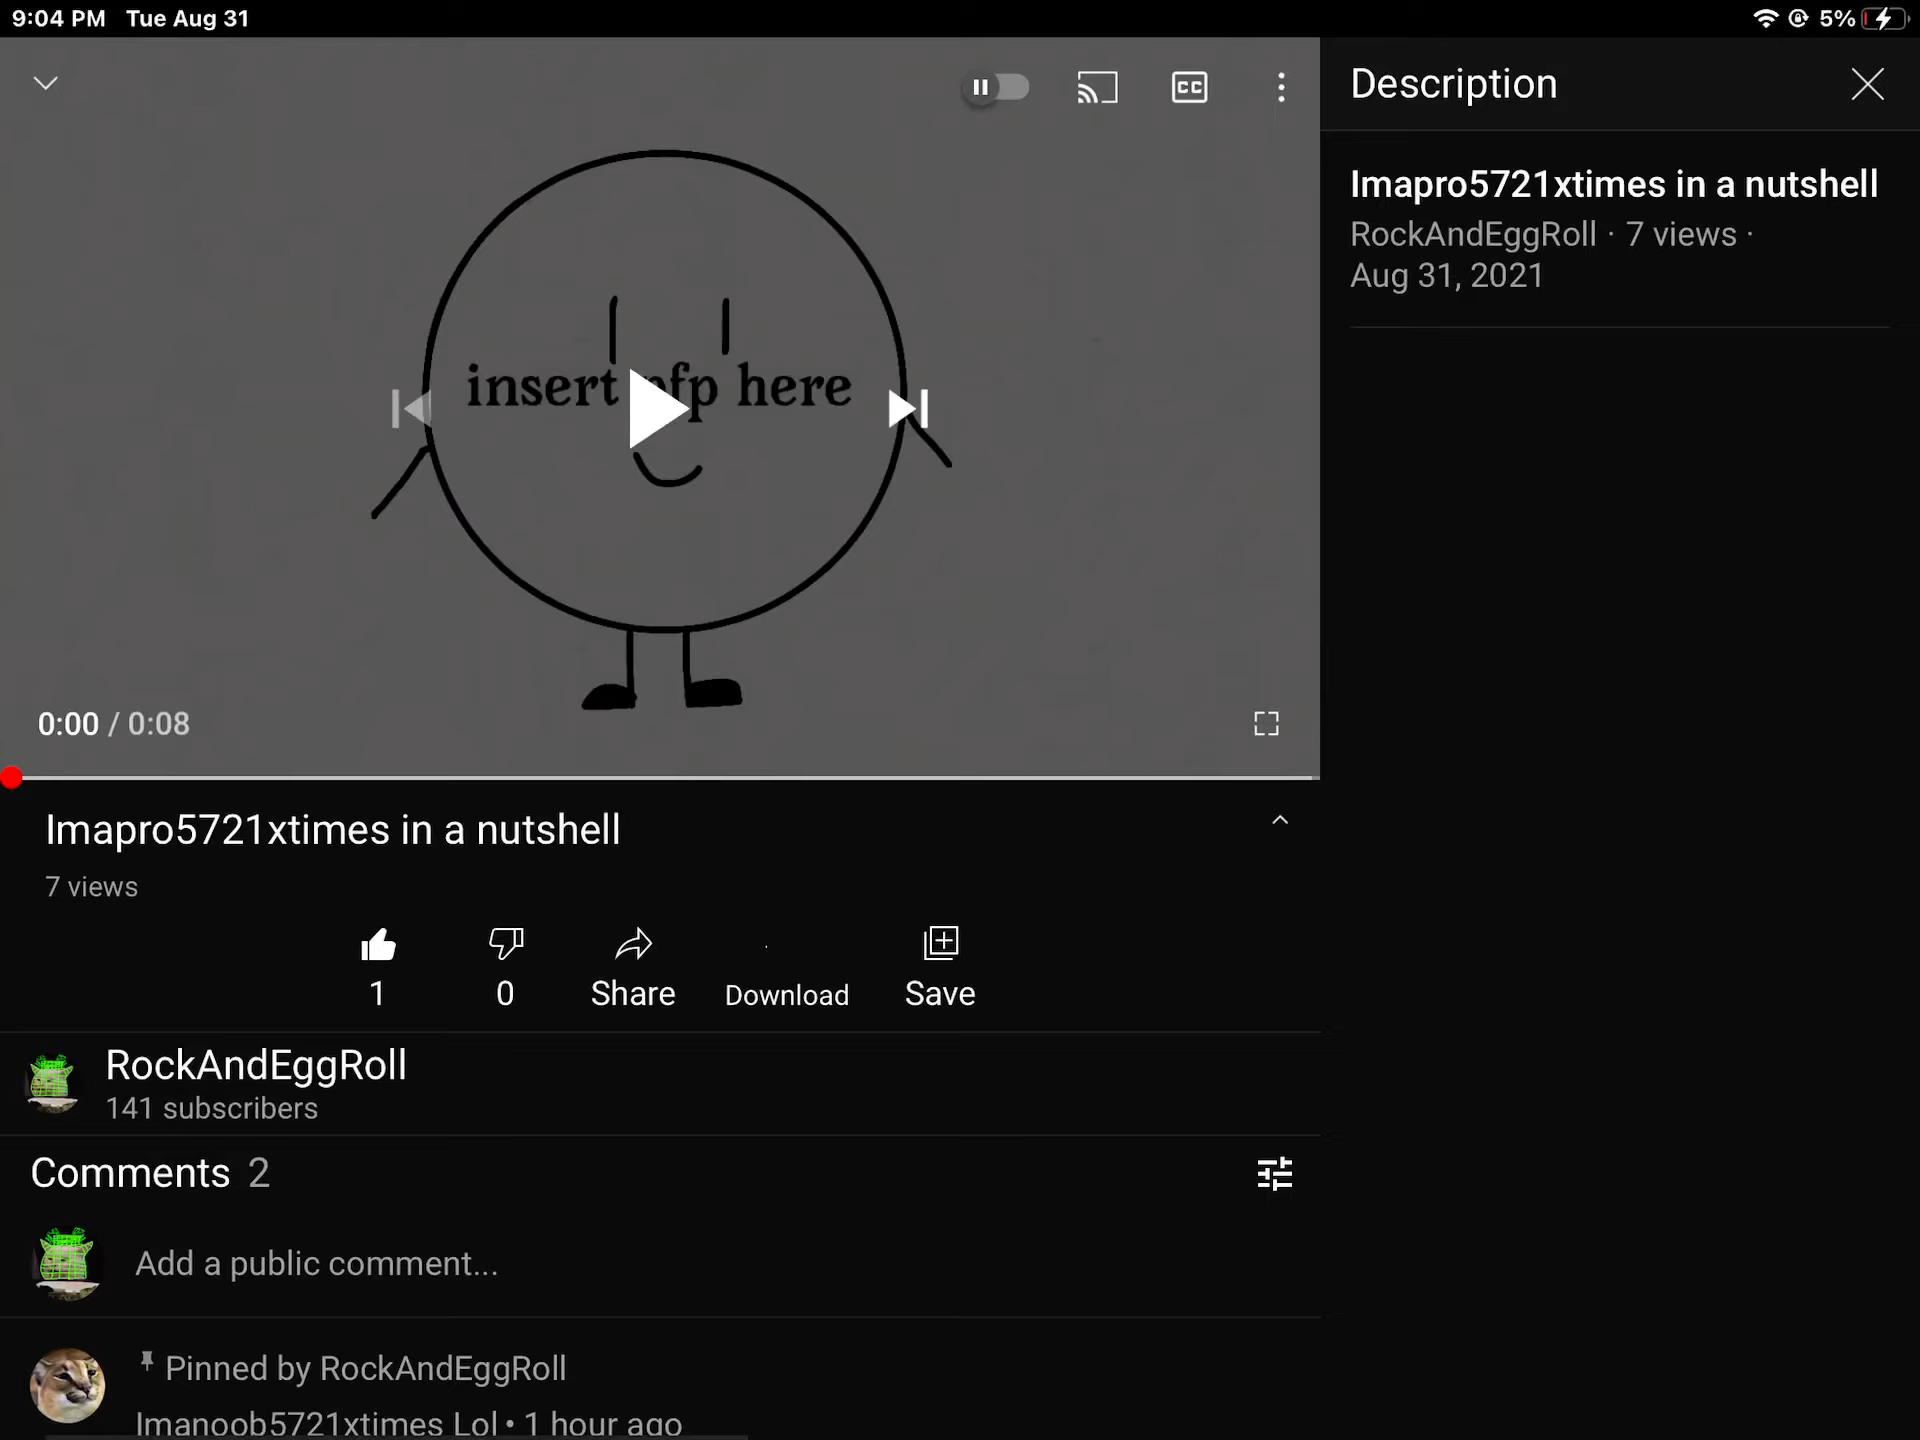 9:04 PM Tue Aug 31
5%
CC
Description
insert pfp here
Imapro5721xtimes in a nutshell
RockAndEggRoll · 7 views ·
Aug 31, 2021
0:00 / 0:08
Imapro5721xtimes in a nutshell
7 views
1
0
Share
Download
Save
RockAndEggRoll
141 subscribers
Comments 2
Add a public comment...
Pinned by RockAndEggRoll
Imanoob5721xtimes Lol • 1 hour ago